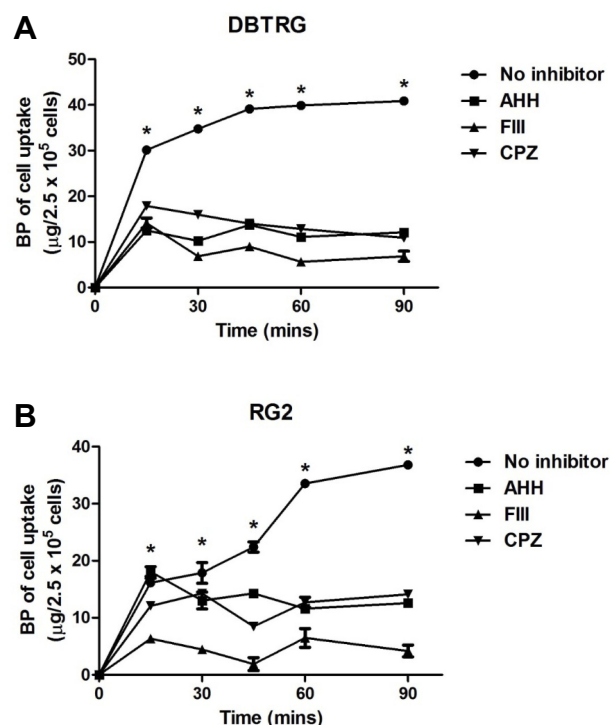 A
DBTRG
BP of cell uptake
(μg/2.5 x 10⁵ cells)
50
40
30
20
10
0
* * * * *
0 30 60 90
Time (mins)
No inhibitor
AHH
FIII
CPZ
B
RG2
BP of cell uptake
(μg/2.5 x 10⁵ cells)
40
30
20
10
0
* * * * *
0 30 60 90
Time (mins)
No inhibitor
AHH
FIII
CPZ